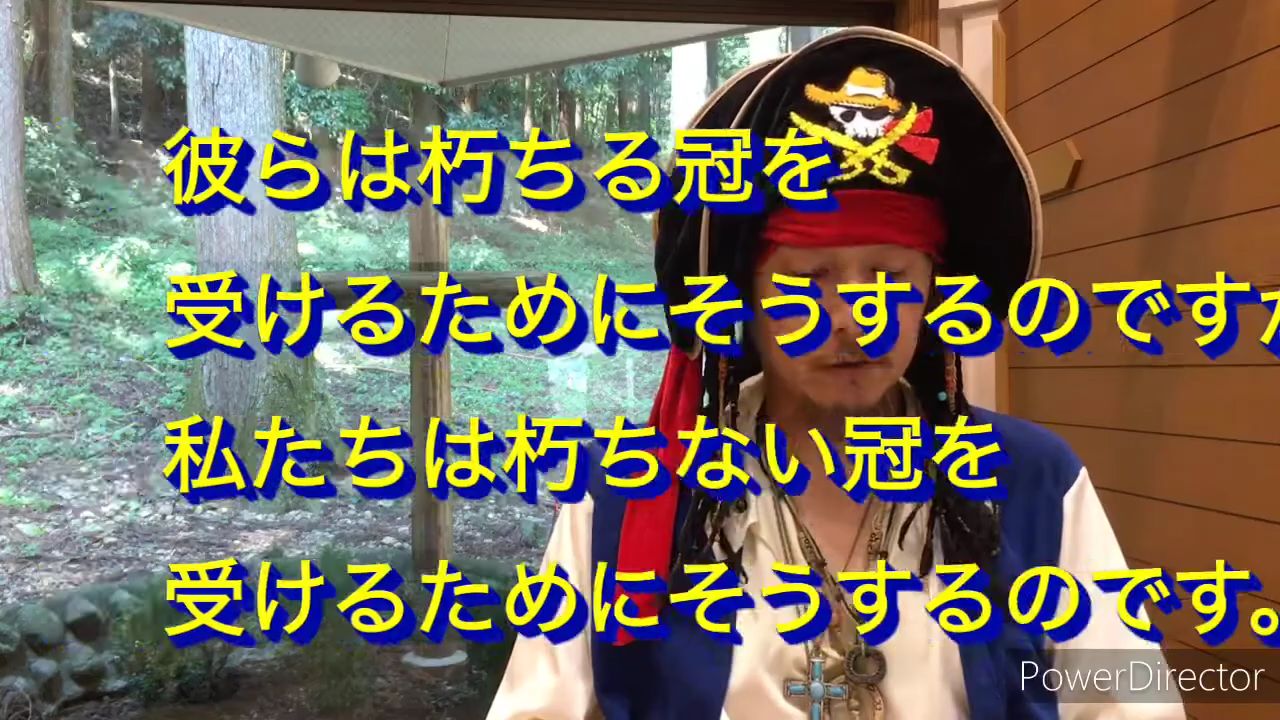 彼らは朽ちる冠を
受けるためにそうするのですが
私たちは朽ちない冠を
受けるためにそうするのです。
PowerDirector